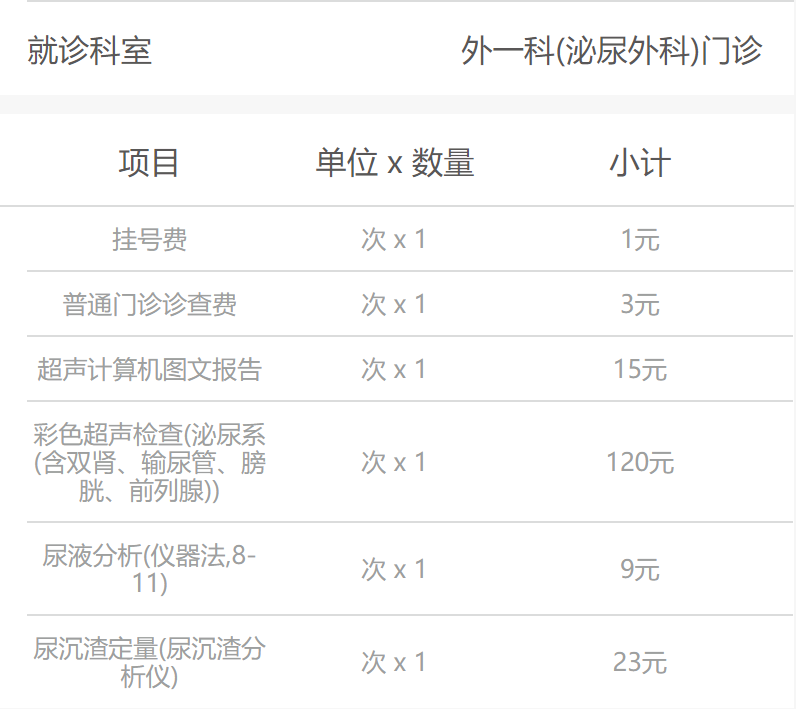 就诊科室 外一科(泌尿外科)门诊
项目 单位 x 数量 小计
挂号费 次 x 1 1元
普通门诊诊查费 次 x 1 3元
超声计算机图文报告 次 x 1 15元
彩色超声检查(泌尿系
(含双肾、输尿管、膀 次 x 1 120元
胱、前列腺))
尿液分析(仪器法,8-
11) 次 x 1 9元
尿沉渣定量(尿沉渣分
析仪) 次 x 1 23元